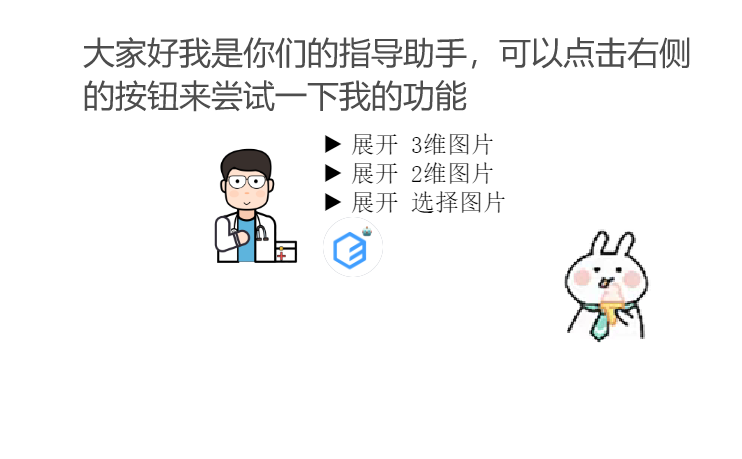 大家好我是你们的指导助手，可以点击右侧
的按钮来尝试一下我的功能
▶ 展开 3维图片
▶ 展开 2维图片
▶ 展开 选择图片